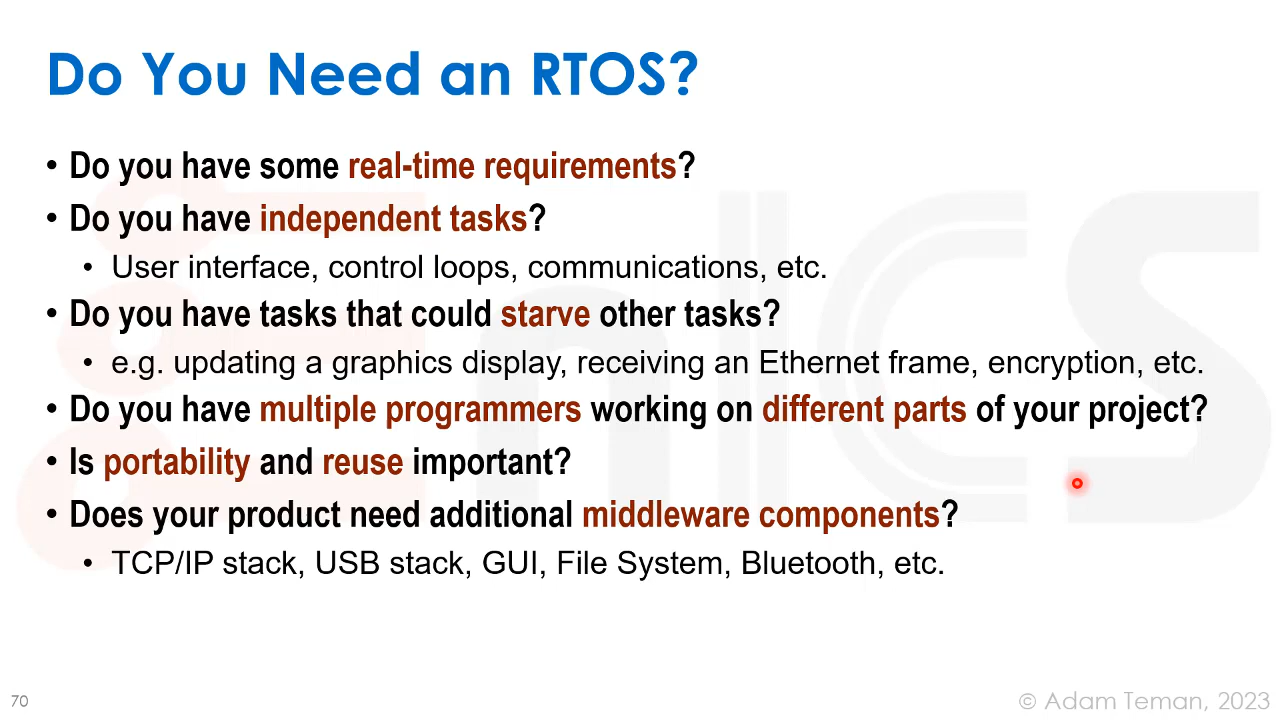 Do You Need an RTOS?
• Do you have some real-time requirements?
• Do you have independent tasks?
• User interface, control loops, communications, etc.
• Do you have tasks that could starve other tasks?
• e.g. updating a graphics display, receiving an Ethernet frame, encryption, etc.
• Do you have multiple programmers working on different parts of your project?
• Is portability and reuse important?
• Does your product need additional middleware components?
• TCP/IP stack, USB stack, GUI, File System, Bluetooth, etc.
nICS
70
© Adam Teman, 2023